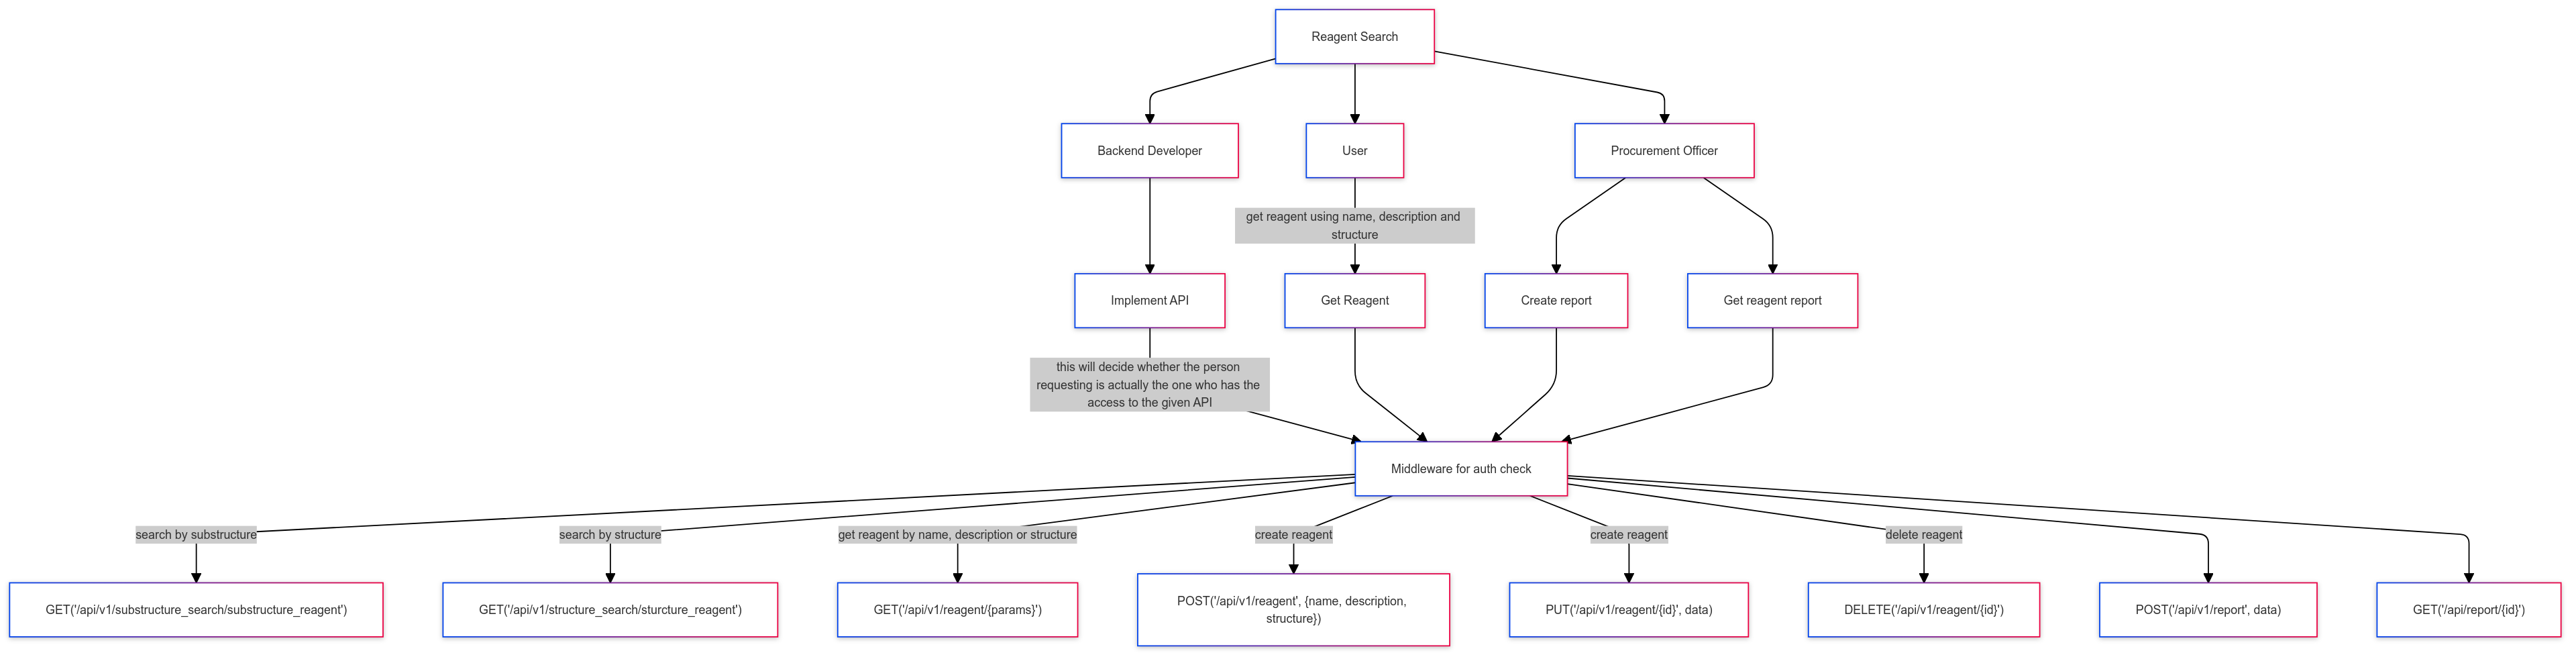 Reagent Search
Backend Developer
User
Procurement Officer
get reagent using name, description and
structure
Implement API
Get Reagent
Create report
Get reagent report
this will decide whether the person
requesting is actually the one who has the
access to the given API
Middleware for auth check
search by substructure
search by structure
get reagent by name, description or structure
create reagent
create reagent
delete reagent
GET('/api/v1/substructure_search/substructure_reagent')
GET('/api/v1/structure_search/sturcture_reagent')
GET('/api/v1/reagent/{params}')
POST('/api/v1/reagent', {name, description,
structure})
PUT('/api/v1/reagent/{id}', data)
DELETE('/api/v1/reagent/{id}')
POST('/api/v1/report', data)
GET('/api/report/{id}')